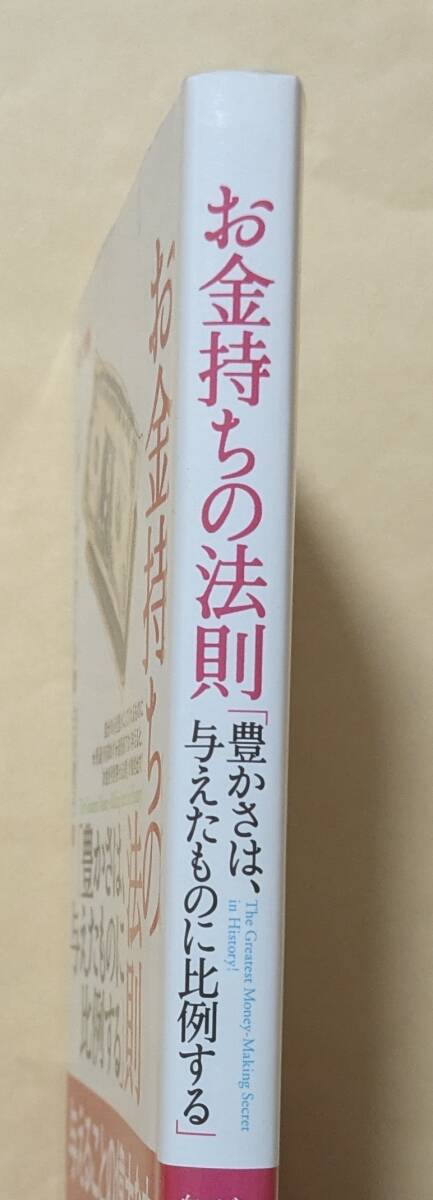 お金持ちの法則
「豊かさは、
与えたものに比例する」
The Greatest Money-Making Secret
in History!
お金持ちの
法則
「豊かさは、
与えたものに
比例する